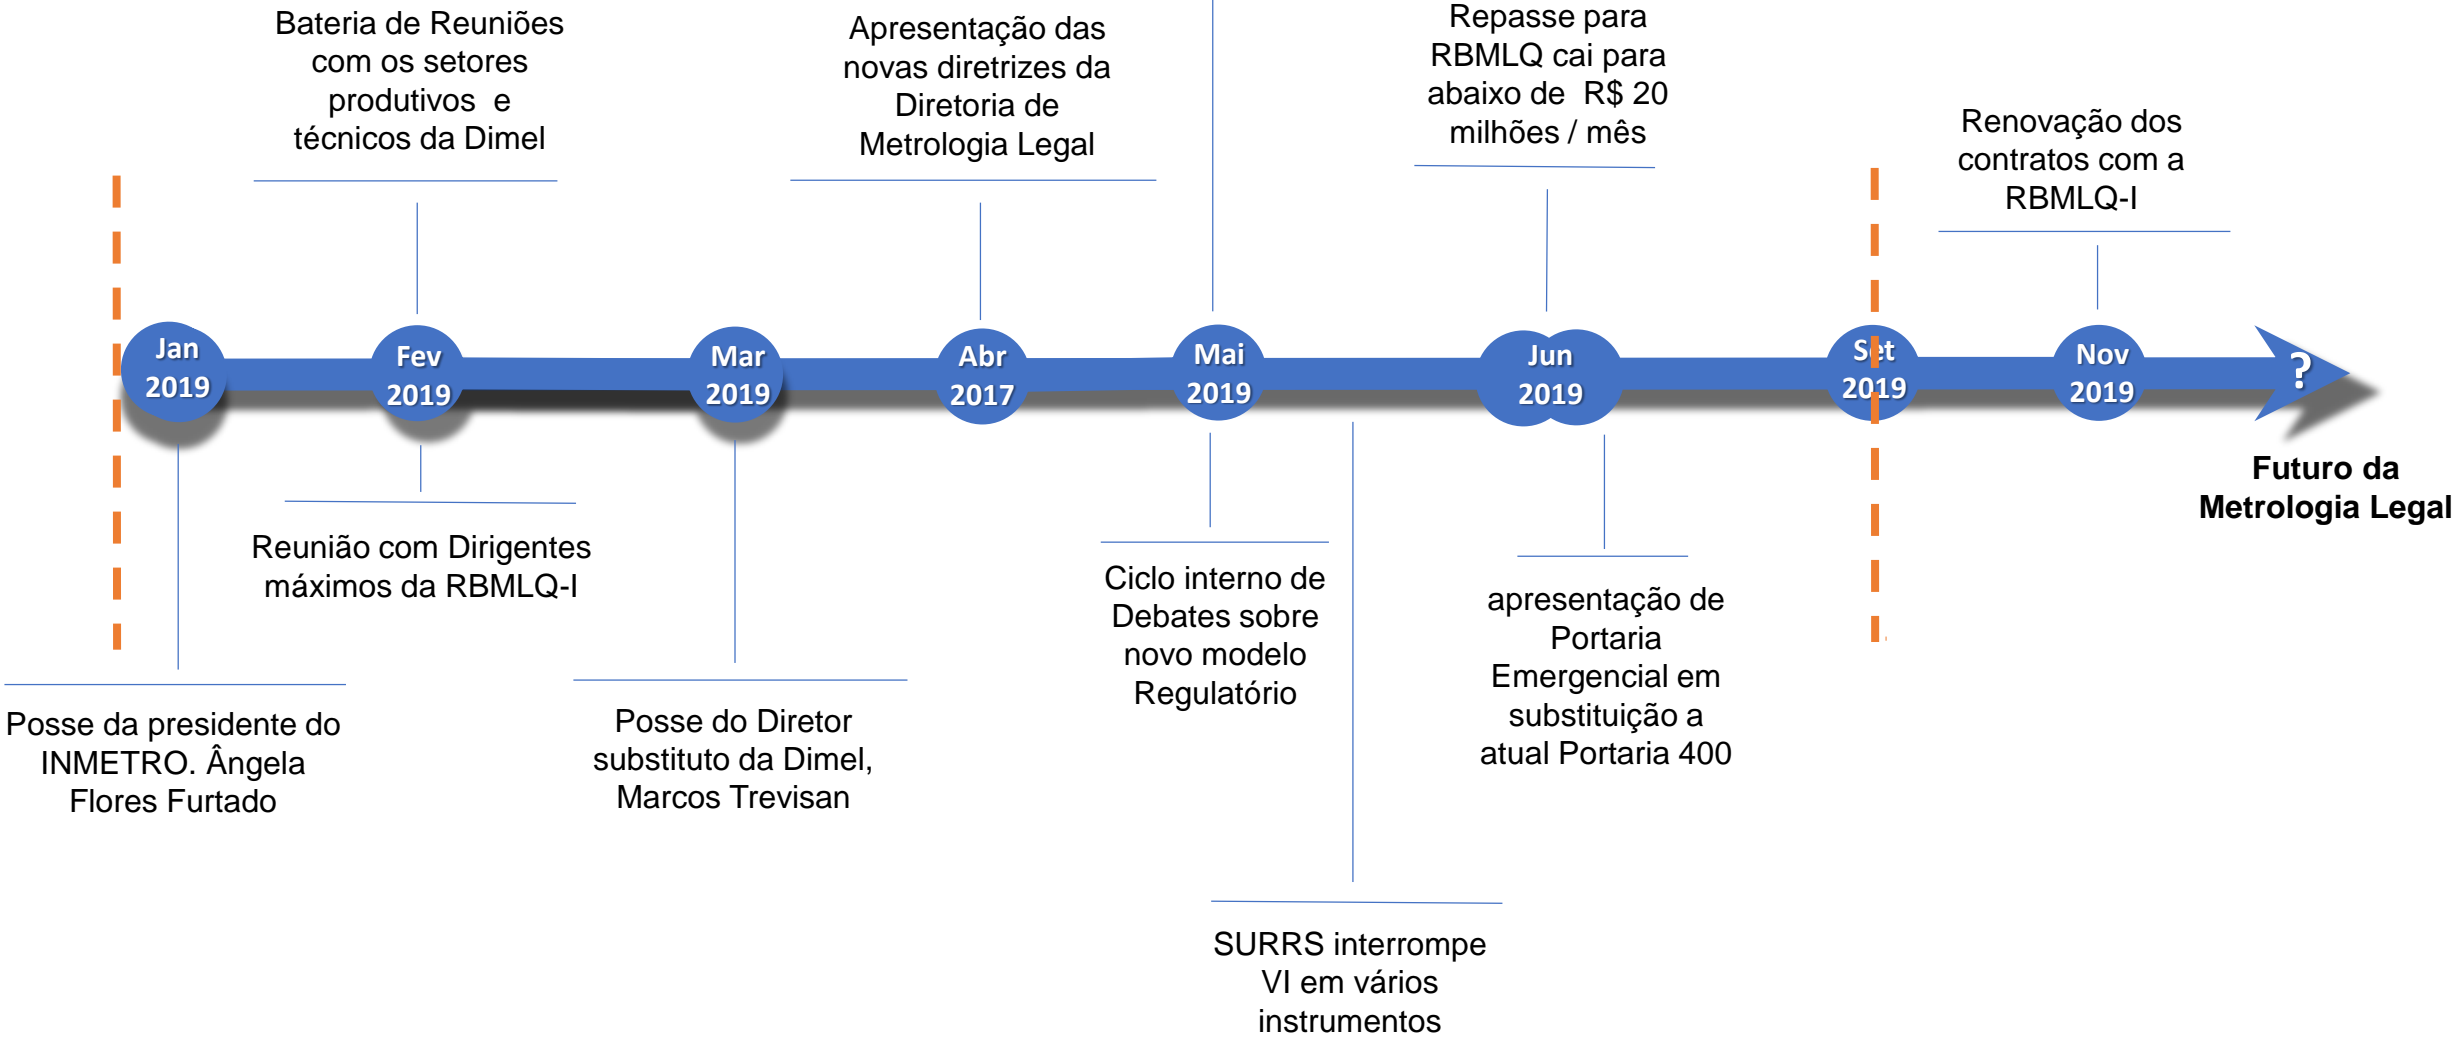 Bateria de Reuniões
com os setores
produtivos e
técnicos da Dimel
Apresentação das
novas diretrizes da
Diretoria de
Metrologia Legal
Repasse para
RBMLQ cai para
abaixo de R$ 20
milhões / mês
Renovação dos
contratos com a
RBMLQ-I
Jan
2019
Fev
2019
Mar
2019
Abr
2017
Mai
2019
Jun
2019
Set
2019
Nov
2019
?
Futuro da
Metrologia Legal
Reunião com Dirigentes
máximos da RBMLQ-I
Posse da presidente do
INMETRO. Ângela
Flores Furtado
Posse do Diretor
substituto da Dimel,
Marcos Trevisan
Ciclo interno de
Debates sobre
novo modelo
Regulatório
apresentação de
Portaria
Emergencial em
substituição a
atual Portaria 400
SURRS interrompe
VI em vários
instrumentos